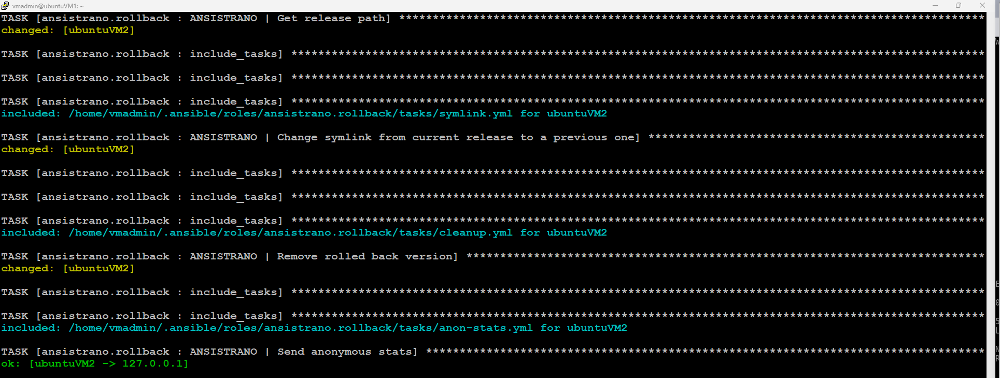 vmadmin@ubuntuVM1: ~
TASK [ansistrano.rollback : ANSISTRANO | Get release path] ***************************************************************************************
changed: [ubuntuVM2]
TASK [ansistrano.rollback : include_tasks] *******************************************************************************************************
TASK [ansistrano.rollback : include_tasks] *******************************************************************************************************
TASK [ansistrano.rollback : include_tasks] *******************************************************************************************************
included: /home/vmadmin/.ansible/roles/ansistrano.rollback/tasks/symlink.yml for ubuntuVM2
TASK [ansistrano.rollback : ANSISTRANO | Change symlink from current release to a previous one] **************************************************
changed: [ubuntuVM2]
TASK [ansistrano.rollback : include_tasks] *******************************************************************************************************
TASK [ansistrano.rollback : include_tasks] *******************************************************************************************************
TASK [ansistrano.rollback : include_tasks] *******************************************************************************************************
included: /home/vmadmin/.ansible/roles/ansistrano.rollback/tasks/cleanup.yml for ubuntuVM2
TASK [ansistrano.rollback : ANSISTRANO | Remove rolled back version] *****************************************************************************
changed: [ubuntuVM2]
TASK [ansistrano.rollback : include_tasks] *******************************************************************************************************
TASK [ansistrano.rollback : include_tasks] *******************************************************************************************************
included: /home/vmadmin/.ansible/roles/ansistrano.rollback/tasks/anon-stats.yml for ubuntuVM2
TASK [ansistrano.rollback : ANSISTRANO | Send anonymous stats] ***********************************************************************************
ok: [ubuntuVM2 -> 127.0.0.1]